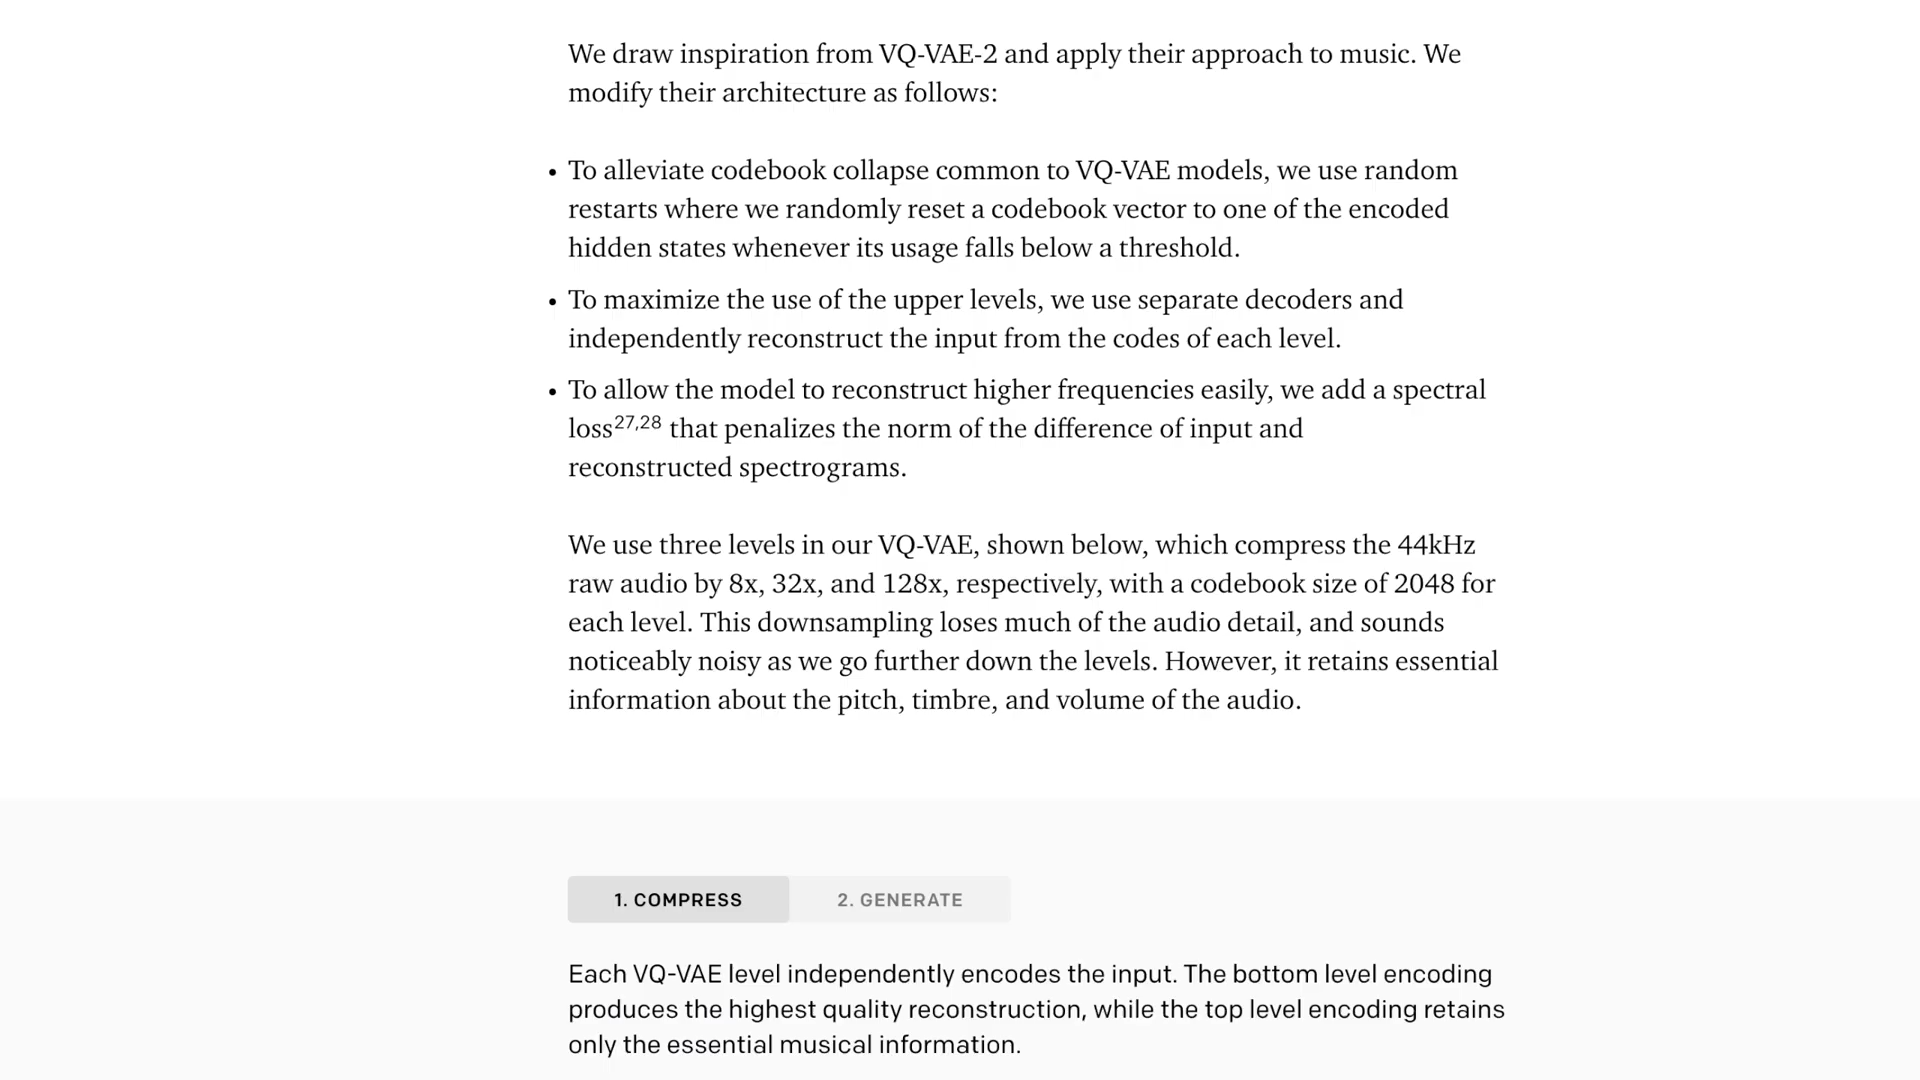 We draw inspiration from VQ-VAE-2 and apply their approach to music. We
modify their architecture as follows:
• To alleviate codebook collapse common to VQ-VAE models, we use random
restarts where we randomly reset a codebook vector to one of the encoded
hidden states whenever its usage falls below a threshold.
• To maximize the use of the upper levels, we use separate decoders and
independently reconstruct the input from the codes of each level.
• To allow the model to reconstruct higher frequencies easily, we add a spectral
loss27,28 that penalizes the norm of the difference of input and
reconstructed spectrograms.
We use three levels in our VQ-VAE, shown below, which compress the 44kHz
raw audio by 8x, 32x, and 128x, respectively, with a codebook size of 2048 for
each level. This downsampling loses much of the audio detail, and sounds
noticeably noisy as we go further down the levels. However, it retains essential
information about the pitch, timbre, and volume of the audio.
1. COMPRESS 2. GENERATE
Each VQ-VAE level independently encodes the input. The bottom level encoding
produces the highest quality reconstruction, while the top level encoding retains
only the essential musical information.